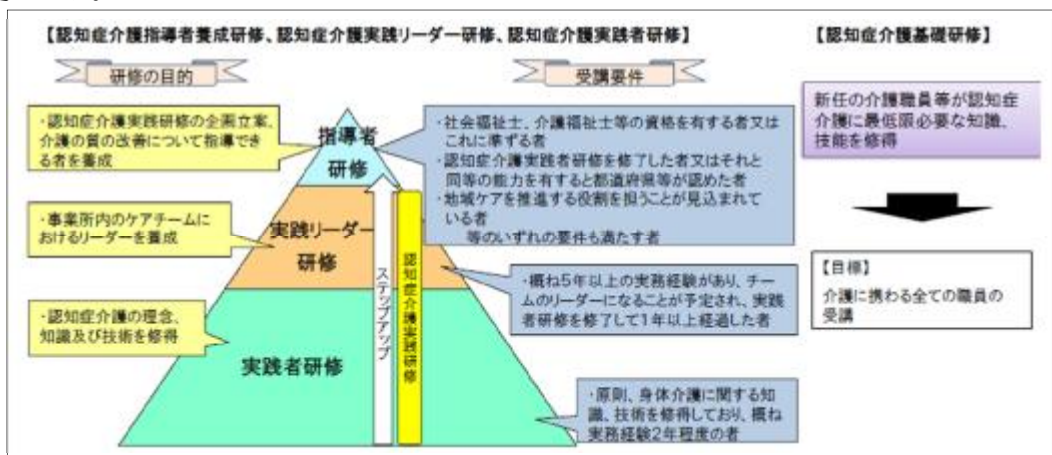 【認知症介護指導者養成研修、認知症介護実践リーダー研修、認知症介護実践者研修】
【認知症介護基礎研修】
研修の目的
受講要件
・認知症介護実践研修の企画立案、
介護の質の改善について指導でき
る者を養成
指導者
研修
・社会福祉士、介護福祉士等の資格を有する者又は
これに準ずる者
・認知症介護実践者研修を修了した者又はそれと
同等の能力を有すると都道府県等が認めた者
・地域ケアを推進する役割を担うことが見込まれて
いる者
等のいずれの要件も満たす者
新任の介護職員等が認知症
介護に最低限必要な知識、
技能を修得
・事業所内のケアチームに
おけるリーダーを養成
実践リーダー
研修
ステップアップ
認知症介護実践研修
・概ね5年以上の実務経験があり、チー
ムのリーダーになることが予定され、実践
者研修を修了して1年以上経過した者
【目標】
介護に携わる全ての職員の
受講
・認知症介護の理念、
知識及び技術を修得
実践者研修
・原則、身体介護に関する知
識、技術を修得しており、概ね
実務経験2年程度の者